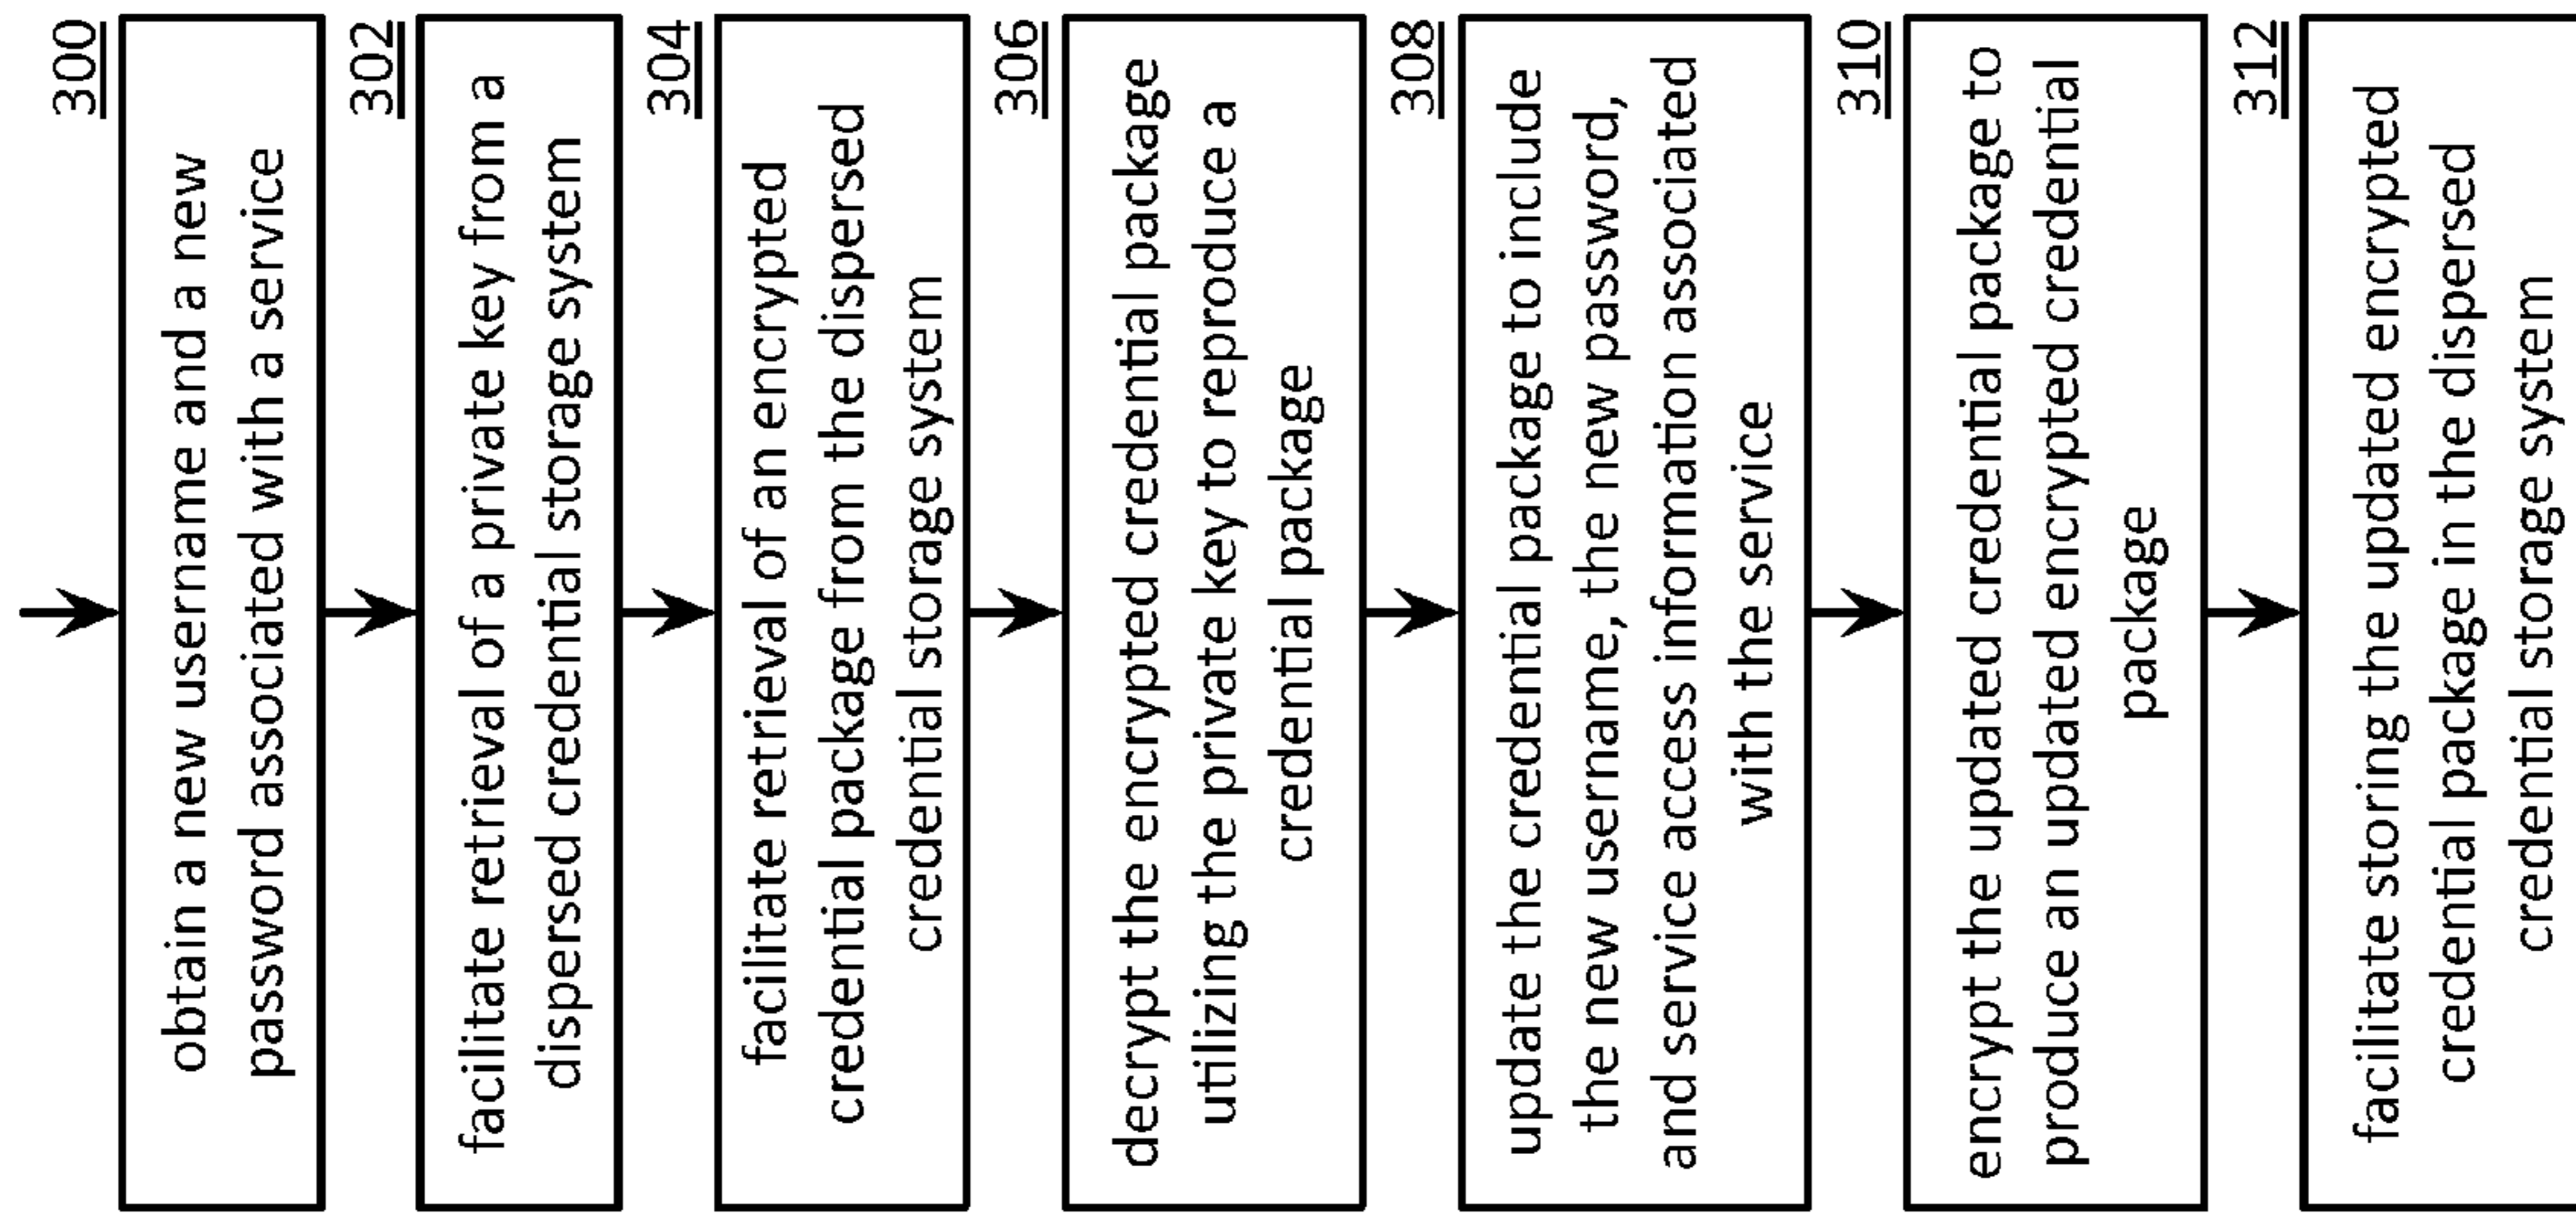 300
obtain a new username and a new
password associated with a service
302
facilitate retrieval of a private key from a
dispersed credential storage system
304
facilitate retrieval of an encrypted
credential package from the dispersed
credential storage system
306
decrypt the encrypted credential package
utilizing the private key to reproduce a
credential package
308
update the credential package to include
the new username, the new password,
and service access information associated
with the service
310
encrypt the updated credential package to
produce an updated encrypted credential
package
312
facilitate storing the updated encrypted
credential package in the dispersed
credential storage system